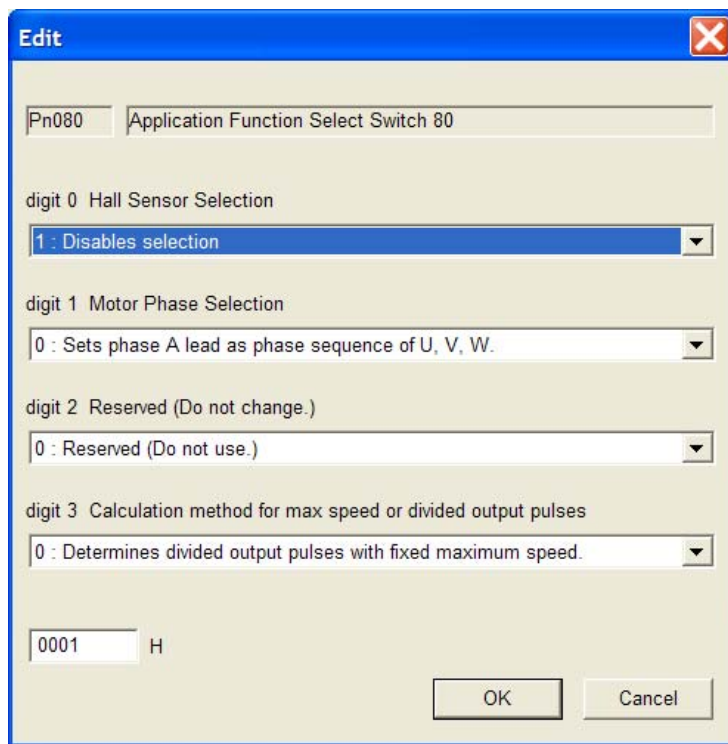 Edit
Pn080 Application Function Select Switch 80
digit 0 Hall Sensor Selection
1 : Disables selection
digit 1 Motor Phase Selection
0 : Sets phase A lead as phase sequence of U, V, W.
digit 2 Reserved (Do not change.)
0 : Reserved (Do not use.)
digit 3 Calculation method for max speed or divided output pulses
0 : Determines divided output pulses with fixed maximum speed.
0001 H
OK Cancel